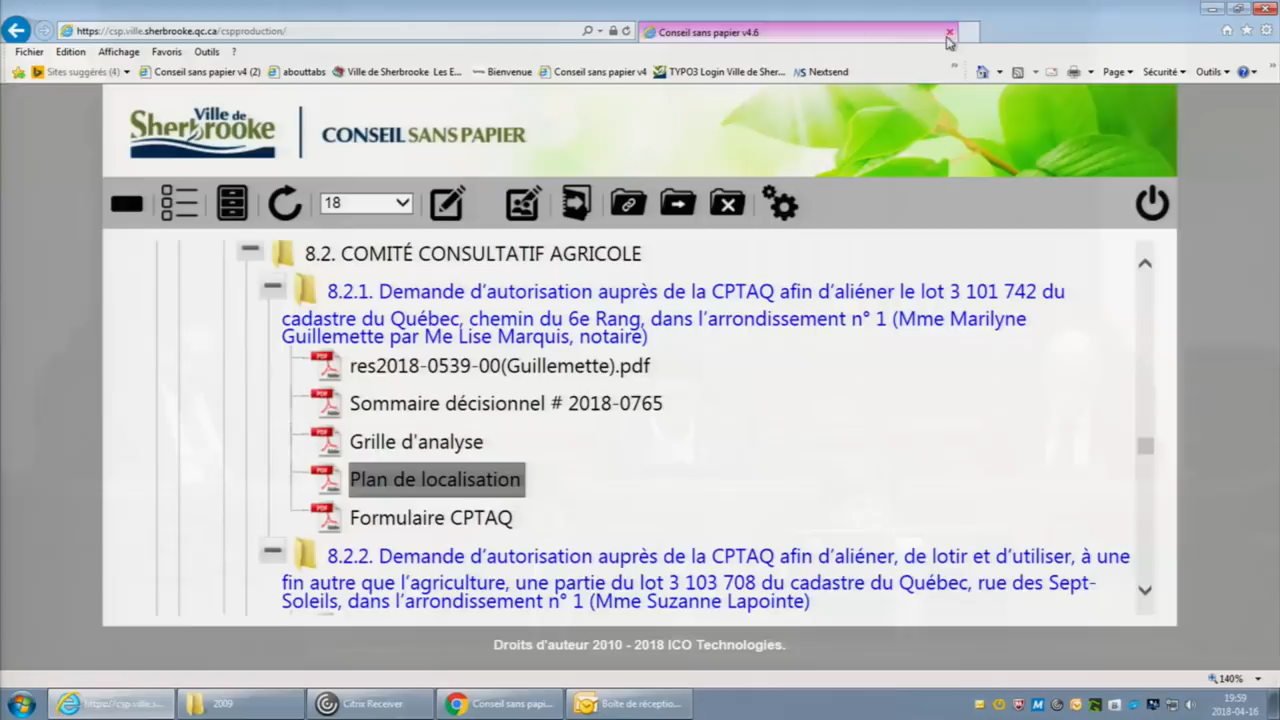 https://csp.ville.sherbrooke.qc.ca/cspproduction/
Conseil sans papier v4.6
Fichier Edition Affichage Favoris Outils ?
Sites suggérés (4) Conseil sans papier v4 (2) abouttabs Ville de Sherbrooke Les E... Bienvenue Conseil sans papier v4 TYPO3 Login Ville de Sher... NS Nextsend
Page Sécurité Outils
Ville de
Sherbrooke
CONSEIL SANS PAPIER
18
8.2. COMITÉ CONSULTATIF AGRICOLE
8.2.1. Demande d'autorisation auprès de la CPTAQ afin d'aliéner le lot 3 101 742 du
cadastre du Québec, chemin du 6e Rang, dans l'arrondissement n° 1 (Mme Marilyne
Guillemette par Me Lise Marquis, notaire)
res2018-0539-00(Guillemette).pdf
Sommaire décisionnel # 2018-0765
Grille d'analyse
Plan de localisation
Formulaire CPTAQ
8.2.2. Demande d'autorisation auprès de la CPTAQ afin d'aliéner, de lotir et d'utiliser, à une
fin autre que l'agriculture, une partie du lot 3 103 708 du cadastre du Québec, rue des Sept-
Soleils, dans l'arrondissement n° 1 (Mme Suzanne Lapointe)
Droits d'auteur 2010 - 2018 ICO Technologies.
140%
https://csp.ville.s... 2009 Citrix Receiver Conseil sans papi... Boîte de réceptio...
19:59
2018-04-16